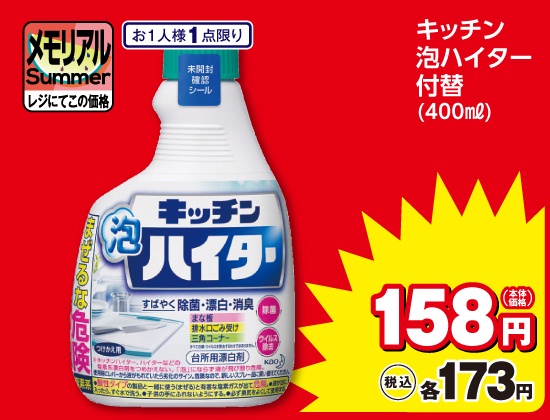 メモリアル
Summer
レジにてこの価格
お1人様1点限り
キッチン
泡ハイター
付替
(400㎖)
未開封
確認
シール
キッチン
泡
ハイター
まぜるな
危険
すばやく 除菌・漂白・消臭
まな板
排水口ごみ受け
三角コーナー
除菌
ウイルス
除去
つけかえ用
台所用漂白剤
Kao
158円
(本体価格)
税込 各173円